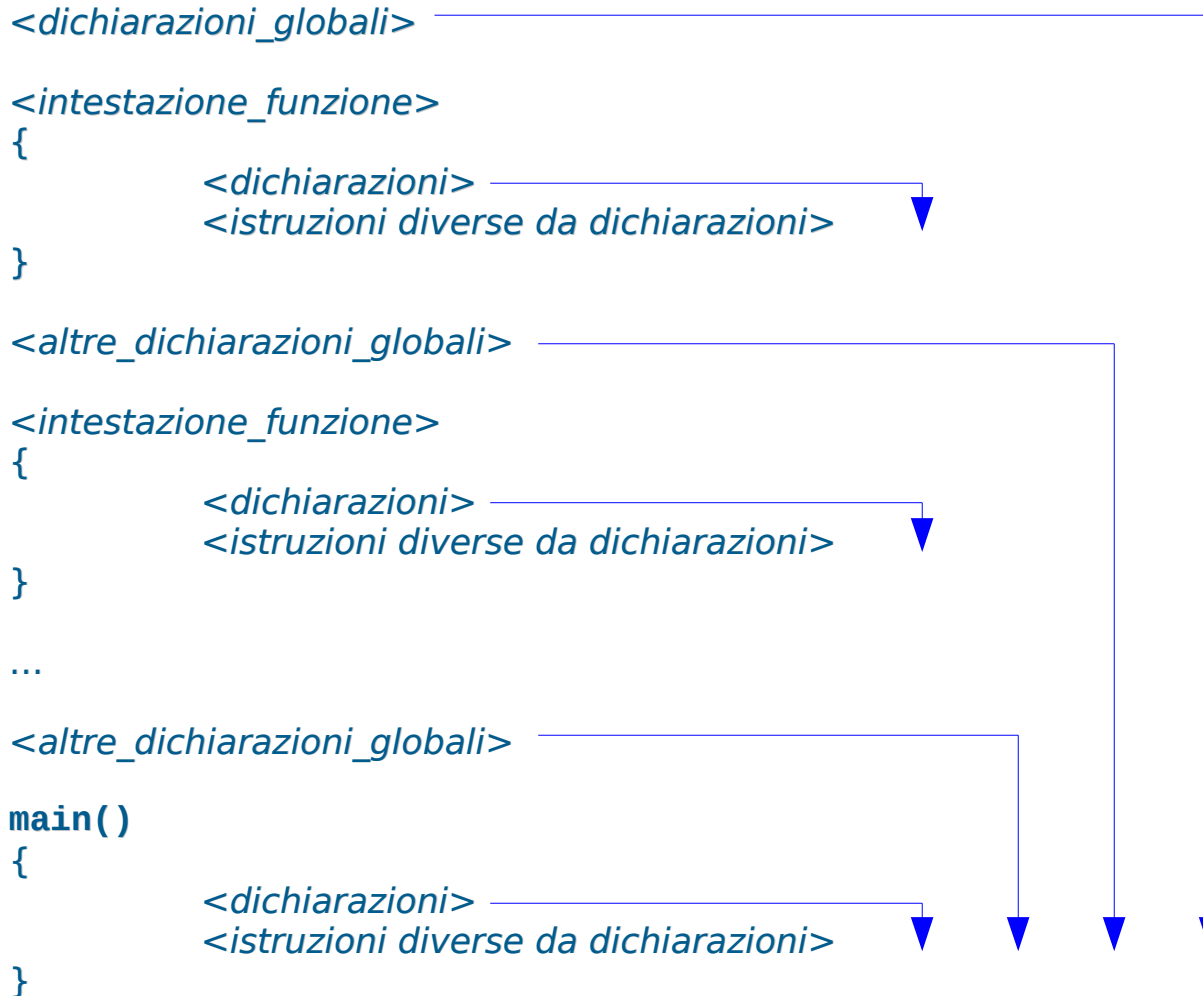 <dichiarazioni_globali>
<intestazione_funzione>
{
<dichiarazioni>
<istruzioni diverse da dichiarazioni>
}
<altre_dichiarazioni_globali>
<intestazione_funzione>
{
<dichiarazioni>
<istruzioni diverse da dichiarazioni>
}
...
<altre_dichiarazioni_globali>
main()
{
<dichiarazioni>
<istruzioni diverse da dichiarazioni>
}